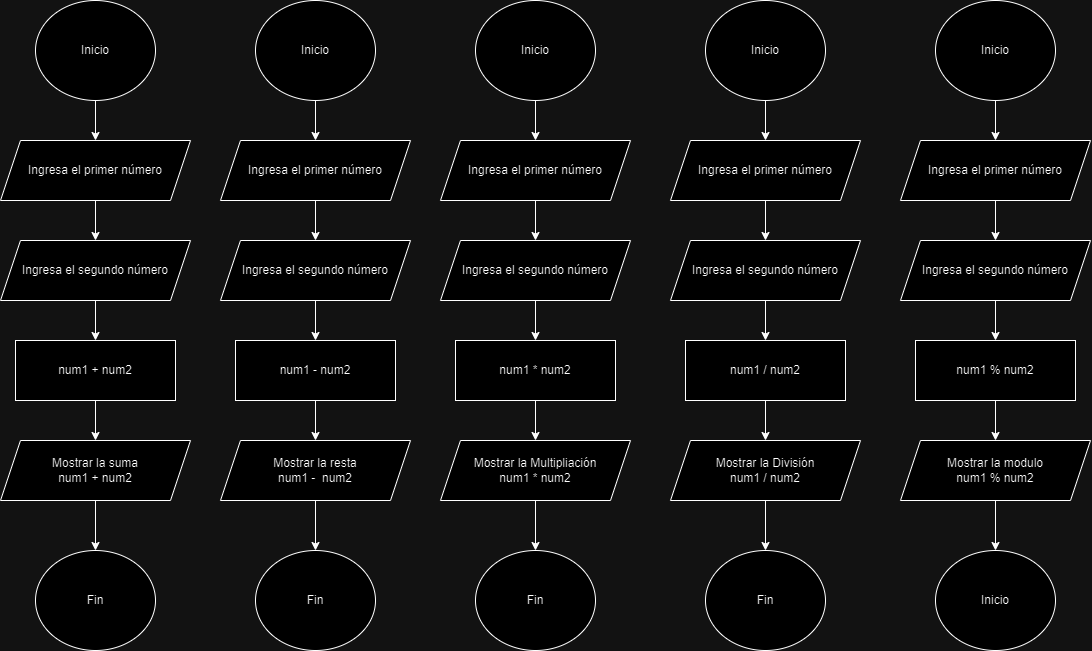 Inicio
Ingresa el primer número
Ingresa el segundo número
num1 + num2
Mostrar la suma
num1 + num2
Fin
Inicio
Ingresa el primer número
Ingresa el segundo número
num1 - num2
Mostrar la resta
num1 - num2
Fin
Inicio
Ingresa el primer número
Ingresa el segundo número
num1 * num2
Mostrar la Multipliación
num1 * num2
Fin
Inicio
Ingresa el primer número
Ingresa el segundo número
num1 / num2
Mostrar la División
num1 / num2
Fin
Inicio
Ingresa el primer número
Ingresa el segundo número
num1 % num2
Mostrar la modulo
num1 % num2
Inicio